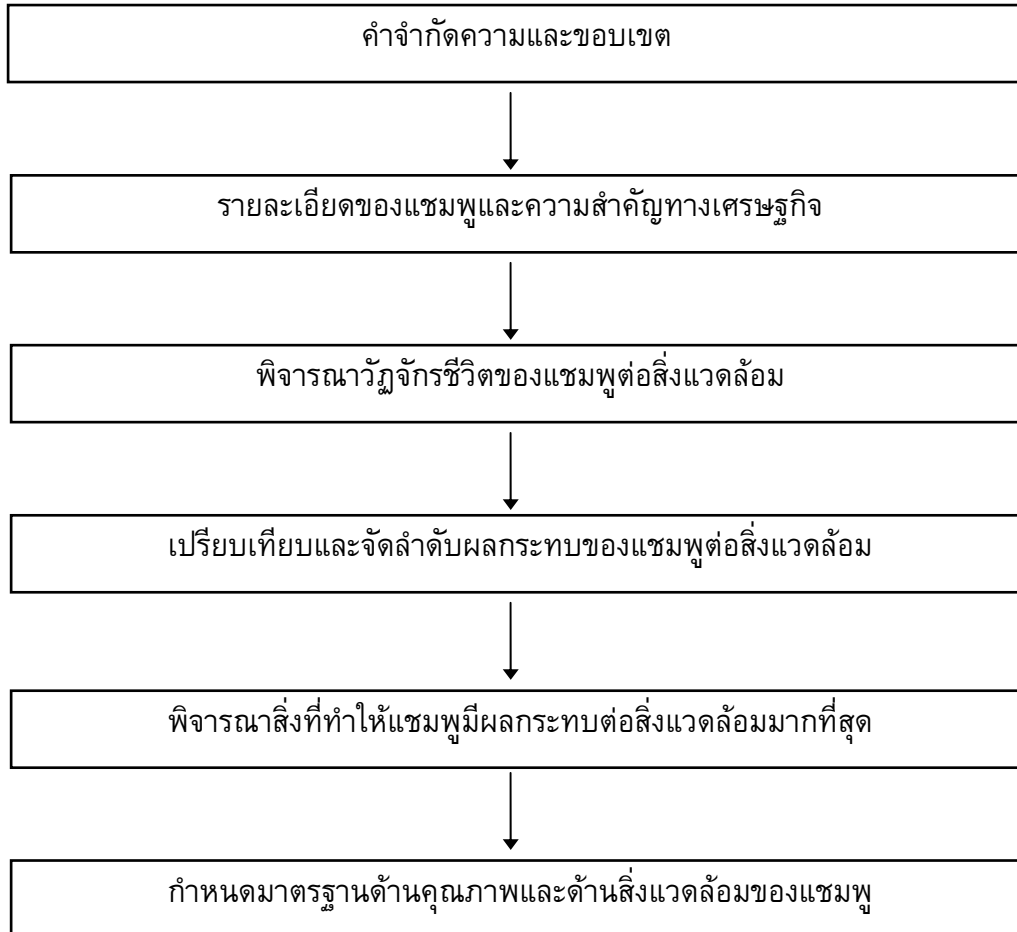 คำจำกัดความและขอบเขต
รายละเอียดของแชมพูและความสำคัญทางเศรษฐกิจ
พิจารณาวัฏจักรชีวิตของแชมพูต่อสิ่งแวดล้อม
เปรียบเทียบและจัดลำดับผลกระทบของแชมพูต่อสิ่งแวดล้อม
พิจารณาสิ่งที่ทำให้แชมพูมีผลกระทบต่อสิ่งแวดล้อมมากที่สุด
กำหนดมาตรฐานด้านคุณภาพและด้านสิ่งแวดล้อมของแชมพู